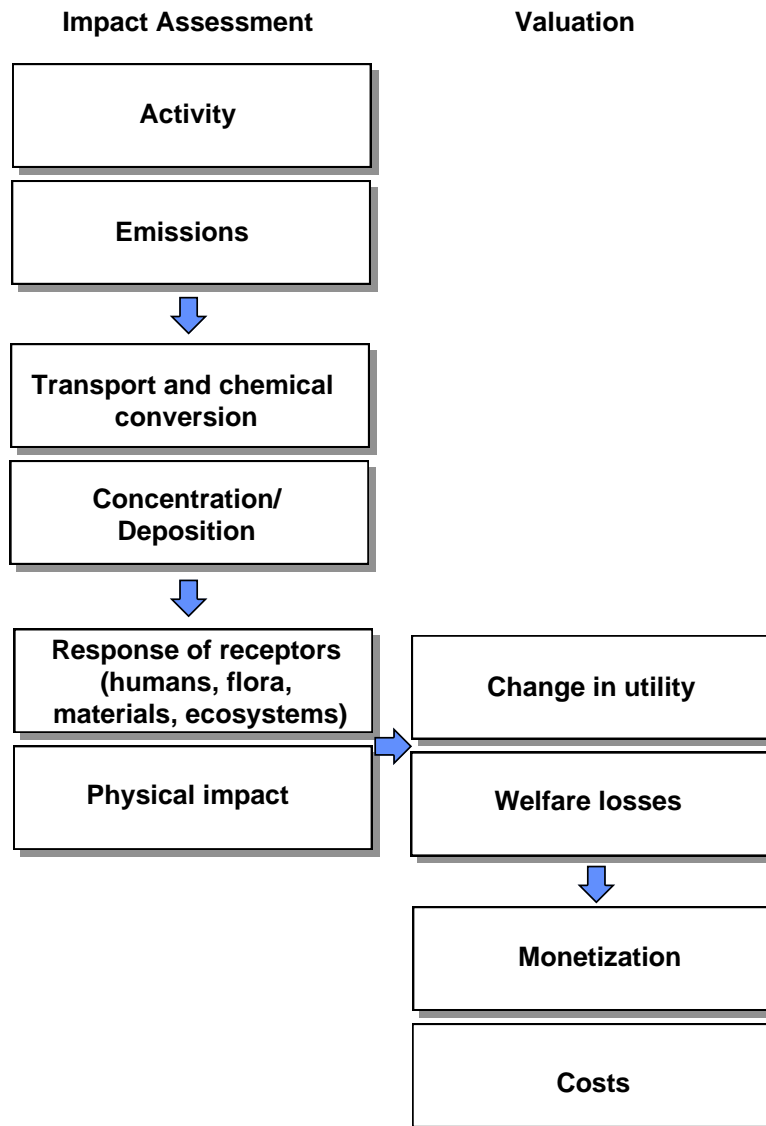 Impact Assessment
Valuation
Activity
Emissions
Transport and chemical
conversion
Concentration/
Deposition
Response of receptors
(humans, flora,
materials, ecosystems)
Physical impact
Change in utility
Welfare losses
Monetization
Costs